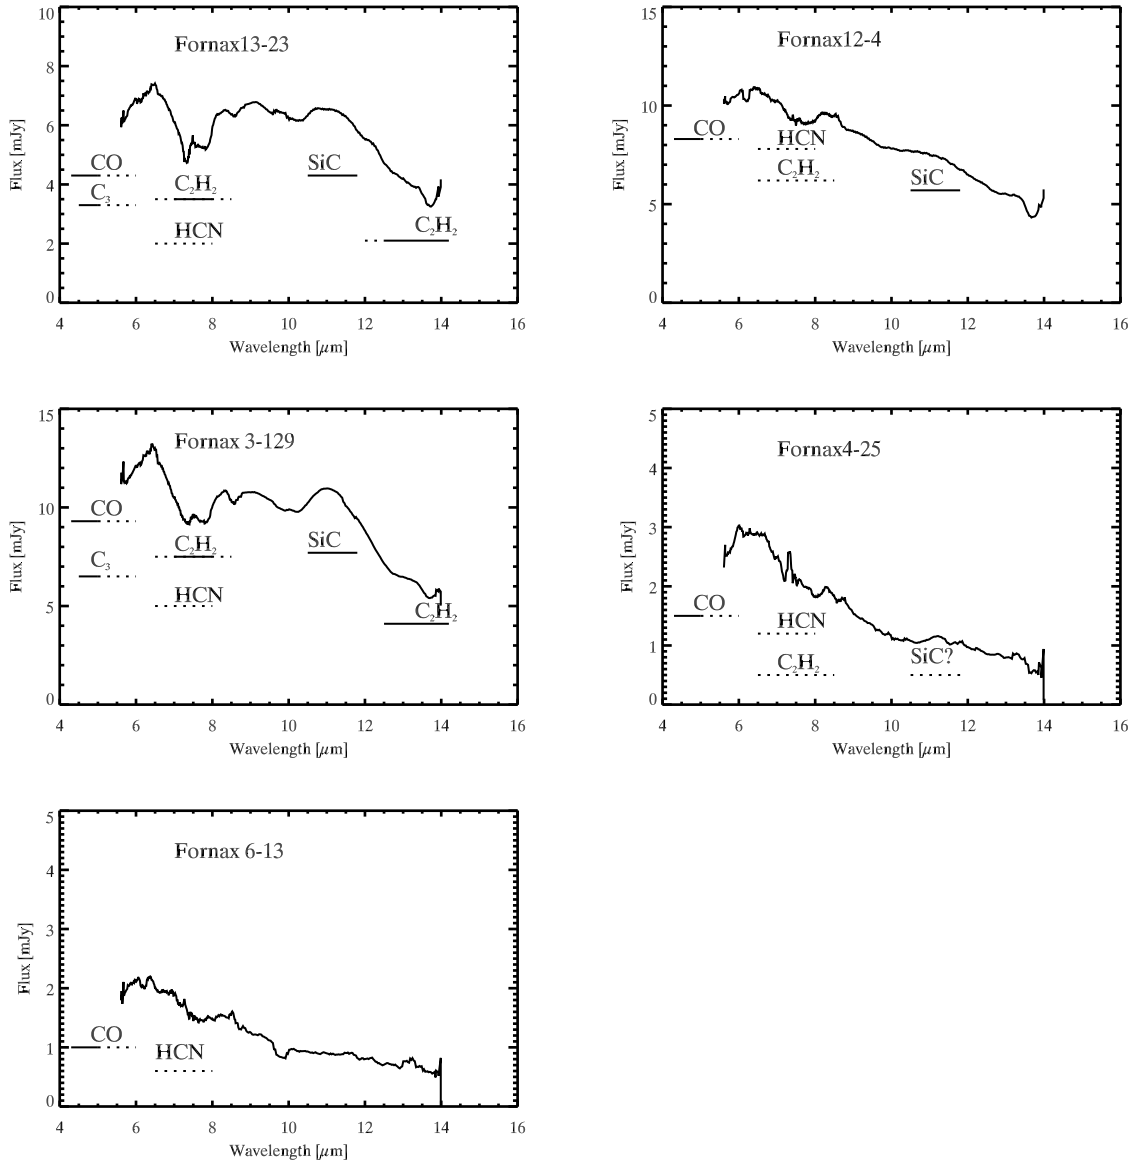 Fornax13-23
10
8
6
4
2
0
Flux [mJy]
CO
C₃
C₂H₂
HCN
SiC
C₂H₂
4 6 8 10 12 14 16
Wavelength [μm]
Fornax12-4
15
10
5
0
Flux [mJy]
CO
HCN
C₂H₂
SiC
4 6 8 10 12 14 16
Wavelength [μm]
Fornax 3-129
15
10
5
0
Flux [mJy]
CO
C₃
C₂H₂
HCN
SiC
C₂H₂
4 6 8 10 12 14 16
Wavelength [μm]
Fornax4-25
5
4
3
2
1
0
Flux [mJy]
CO
HCN
C₂H₂
SiC?
4 6 8 10 12 14 16
Wavelength [μm]
Fornax 6-13
5
4
3
2
1
0
Flux [mJy]
CO
HCN
4 6 8 10 12 14 16
Wavelength [μm]